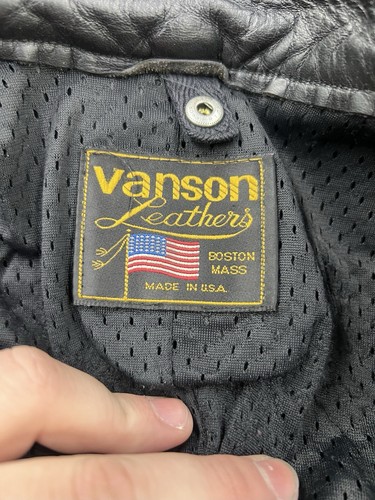 vanson
Leathers
BOSTON
MASS
MADE IN U.S.A.